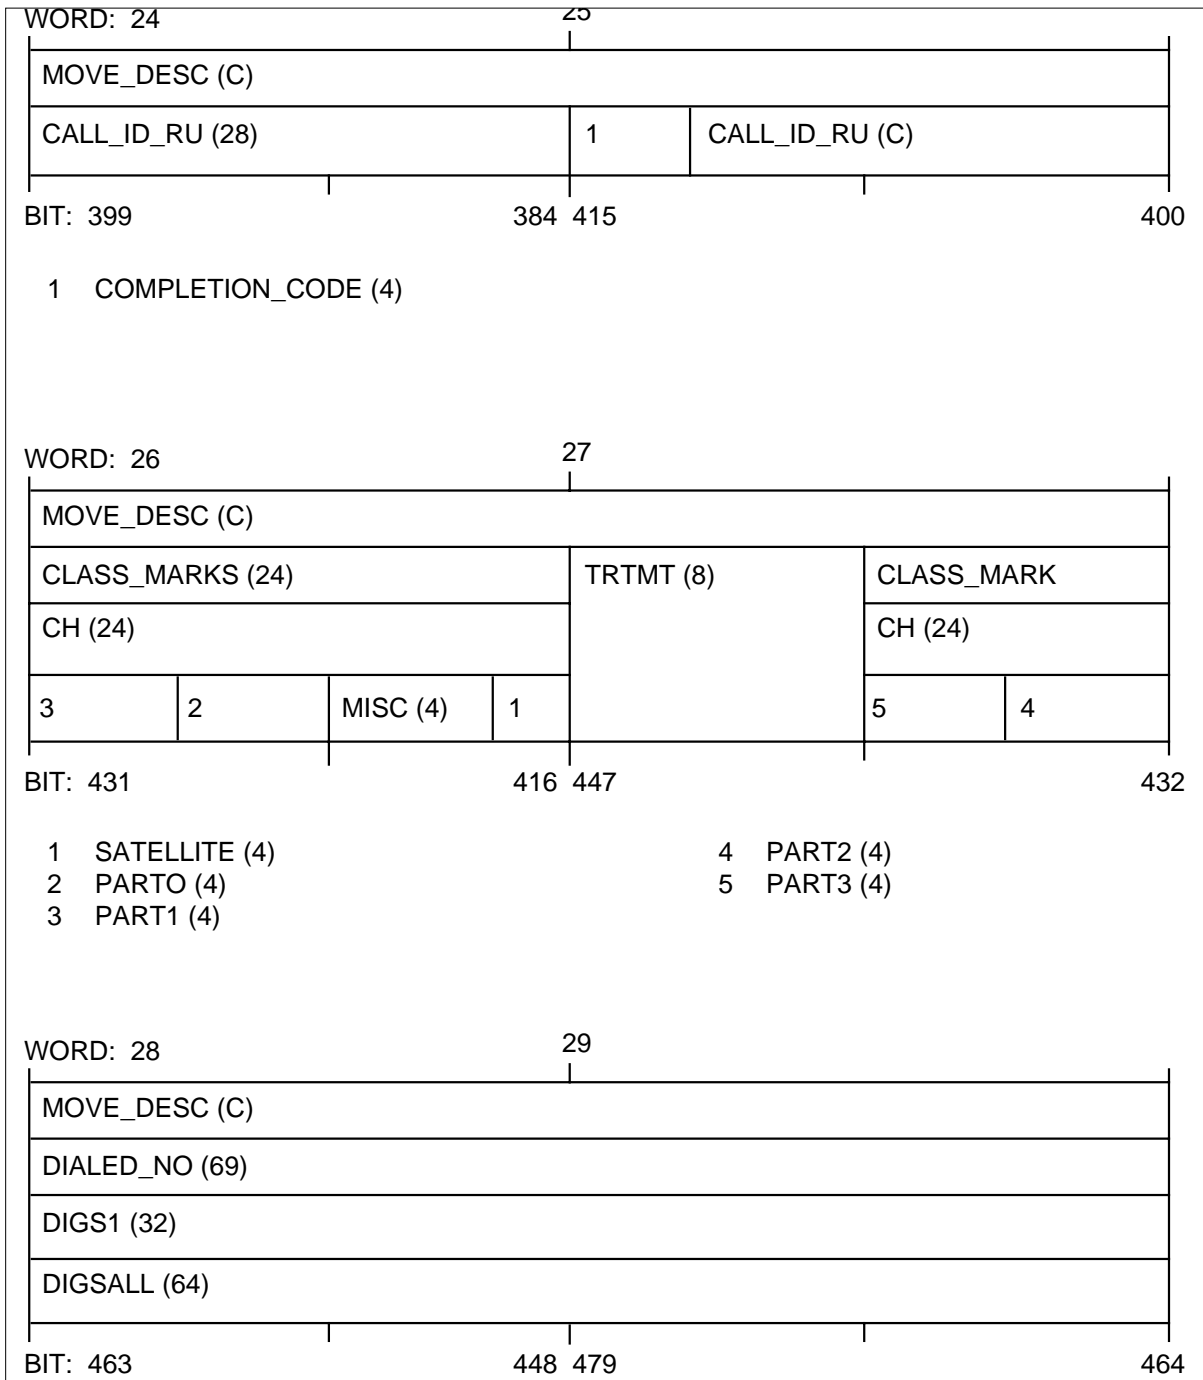 WORD: 24 25
MOVE_DESC (C)
CALL_ID_RU (28) 1 CALL_ID_RU (C)
BIT: 399 384 415 400
1 COMPLETION_CODE (4)
WORD: 26 27
MOVE_DESC (C)
CLASS_MARKS (24) TRTMT (8) CLASS_MARK
CH (24) CH (24)
3 2 MISC (4) 1 5 4
BIT: 431 416 447 432
1 SATELLITE (4) 4 PART2 (4)
2 PARTO (4) 5 PART3 (4)
3 PART1 (4)
WORD: 28 29
MOVE_DESC (C)
DIALED_NO (69)
DIGS1 (32)
DIGSALL (64)
BIT: 463 448 479 464